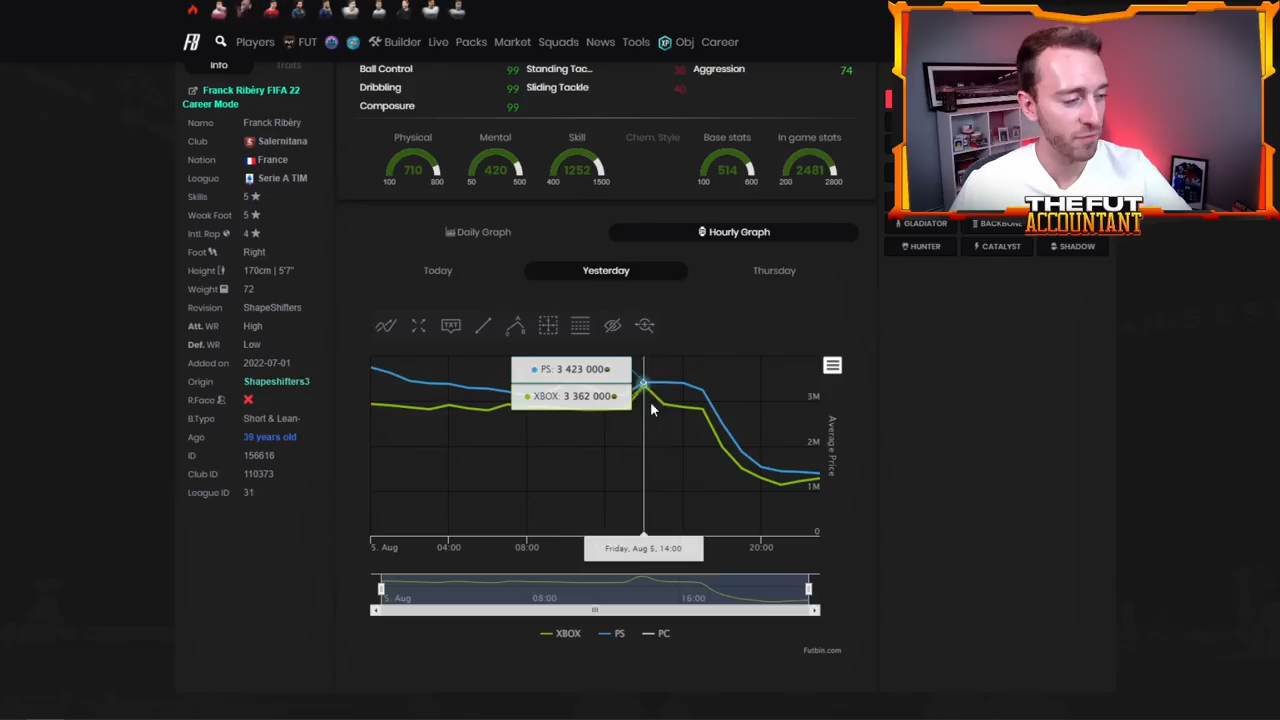 Players
FUT
Builder
Live
Packs
Market
Squads
News
Tools
Obj
Career
Info
Traits
Franck Ribéry FIFA 22
Career Mode
Name Franck Ribéry
Club Salernitana
Nation France
League Serie A TIM
Skills 5
Weak Foot 5
Intl. Rep 4
Foot Right
Height 170cm | 5'7"
Weight 72
Revision ShapeShifters
Att. WR High
Def. WR Low
Added on 2022-07-01
Origin Shapeshifters3
R.Face
B.Type Short & Lean-
Age 39 years old
ID 156616
Club ID 110373
League ID 31
Ball Control 99
Dribbling 99
Composure 99
Standing Tac... 38
Sliding Tackle 40
Aggression 74
Physical
710
100 800
Mental
420
50 500
Skill
1252
400 1500
Chem. Style
Base stats
514
100 600
In game stats
2481
200 2800
Daily Graph
Hourly Graph
Today
Yesterday
Thursday
TXT
PS: 3 423 000
XBOX: 3 362 000
3M
2M
1M
0
Average Price
5. Aug
04:00
08:00
Friday, Aug 5, 14:00
20:00
5. Aug
08:00
16:00
XBOX
PS
PC
Futbin.com
THE FUT
ACCOUNTANT
GLADIATOR
BACKBONE
HUNTER
CATALYST
SHADOW